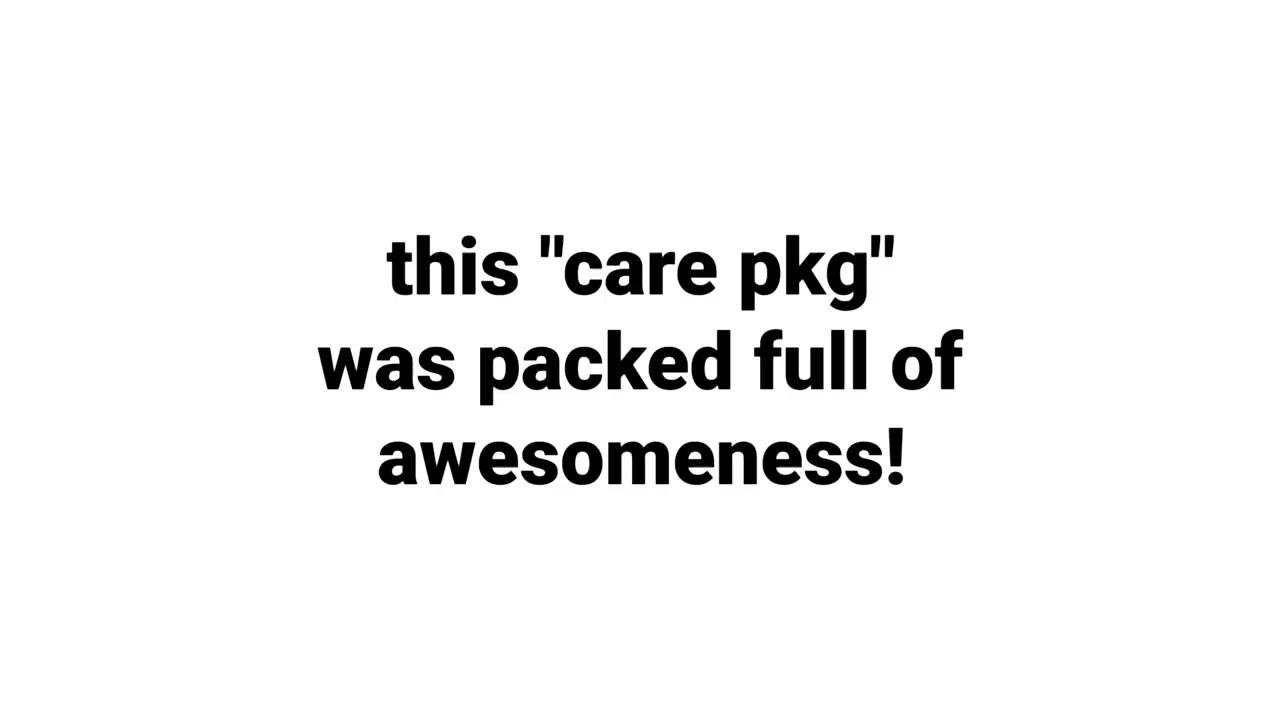 this "care pkg"
was packed full of
awesomeness!